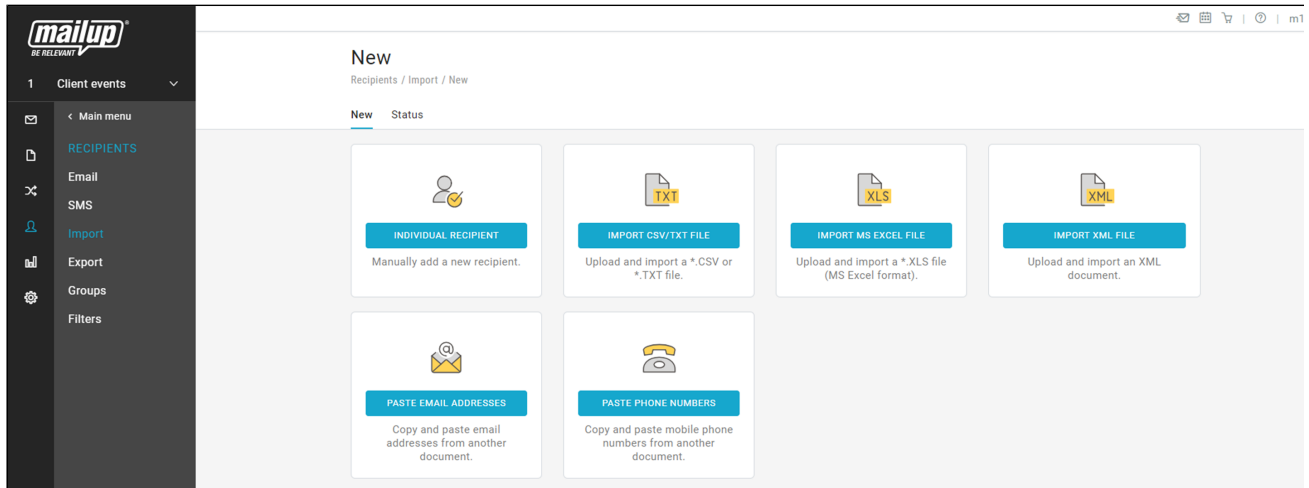 mailup
BE RELEVANT
1 Client events
< Main menu
RECIPIENTS
Email
SMS
Import
Export
Groups
Filters
m1
New
Recipients / Import / New
New Status
TXT
XLS
XML
INDIVIDUAL RECIPIENT
Manually add a new recipient.
IMPORT CSV/TXT FILE
Upload and import a *.CSV or
*.TXT file.
IMPORT MS EXCEL FILE
Upload and import a *.XLS file
(MS Excel format).
IMPORT XML FILE
Upload and import an XML
document.
@
PASTE EMAIL ADDRESSES
Copy and paste email
addresses from another
document.
PASTE PHONE NUMBERS
Copy and paste mobile phone
numbers from another
document.